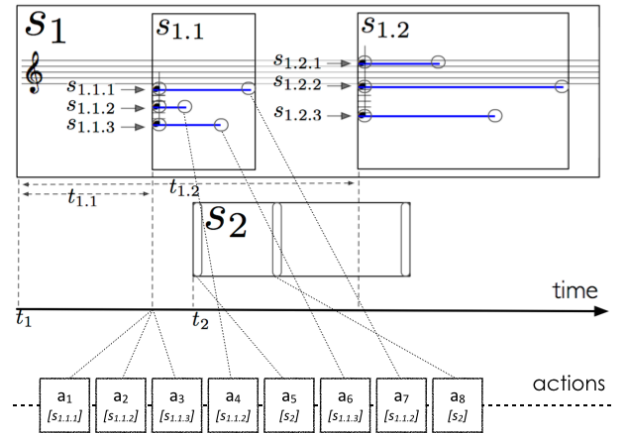 s1
s1.1
s1.2
s1.2.1
s1.2.2
s1.1.1
s1.1.2
s1.1.3
s1.2.3
t1.1
t1.2
s2
time
t1
t2
actions
a1 a2 a3 a4 a5 a6 a7 a8
[s1.1.1] [s1.1.2] [s1.1.3] [s1.1.2] [s2] [s1.1.3] [s1.1.2] [s2]